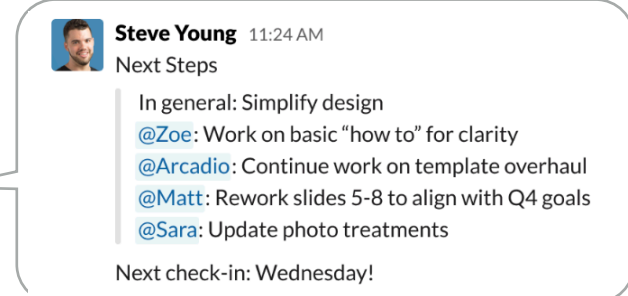 Steve Young 11:24 AM
Next Steps
In general: Simplify design
@Zoe: Work on basic “how to” for clarity
@Arcadio: Continue work on template overhaul
@Matt: Rework slides 5-8 to align with Q4 goals
@Sara: Update photo treatments
Next check-in: Wednesday!